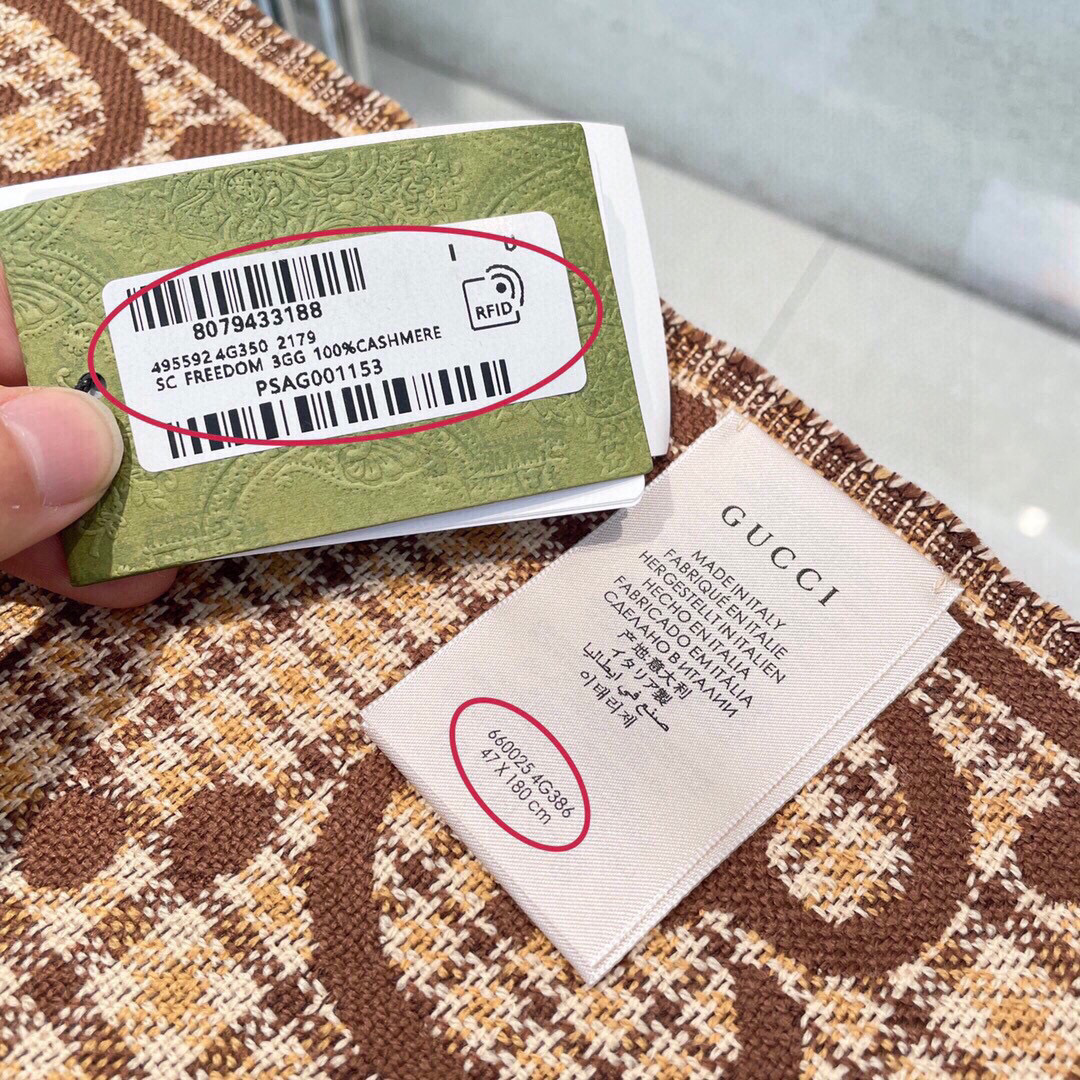 8079433188
495592 4G350 2179
SC FREEDOM 3GG 100%CASHMERE
PSAG001153
RFID
GUCCI
MADE IN ITALY
FABRIQUÉ EN ITALIE
HERGESTELLT IN ITALIEN
HECHO EN ITALIA
FABRICADO EM ITÁLIA
СДЕЛАНО В ИТАЛИИ
产地意大利
イタリア製
صنع في إيطاليا
이태리제
660025 4G386
47 X 180 cm